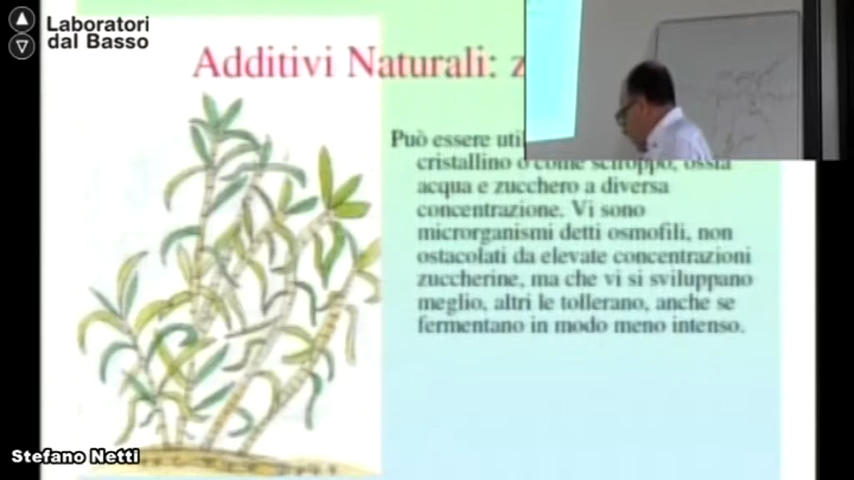 Laboratori
dal Basso
Additivi Naturali:
Può essere
cristallino o come sciroppo, ossia
acqua e zucchero a diversa
concentrazione. Vi sono
microrganismi detti osmofili, non
ostacolati da elevate concentrazioni
zuccherine, ma che vi si sviluppano
meglio, altri le tollerano, anche se
fermentano in modo meno intenso.
Stefano Netti